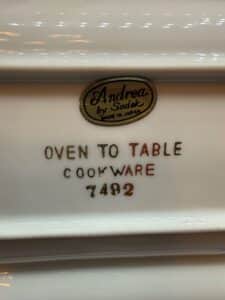 Andrea
by Sadek
MADE IN JAPAN
OVEN TO TABLE
COOKWARE
7492